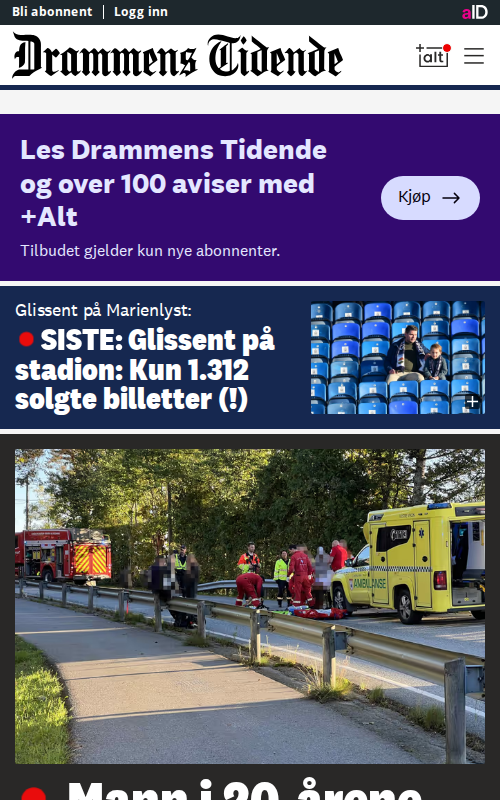 Bli abonnent | Logg inn
aID
Drammens Tidende
+alt
Les Drammens Tidende
og over 100 aviser med
+Alt
Kjøp
Tilbudet gjelder kun nye abonnenter.
Glissent på Marienlyst:
SISTE: Glissent på
stadion: Kun 1.312
solgte billetter (!)
AMBULANSE
Mann i 20-årene